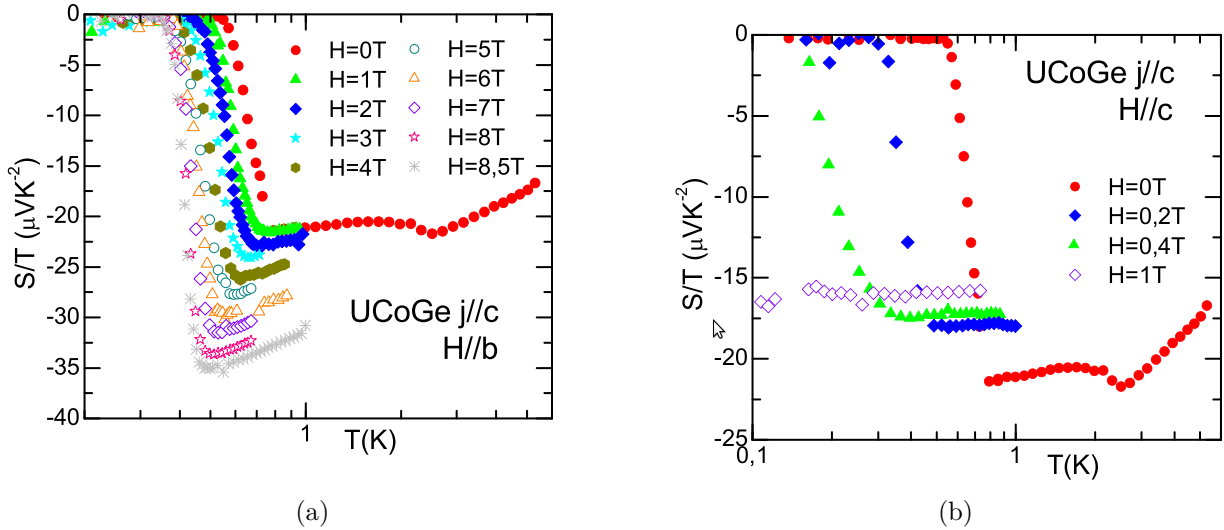 0
-5
-10
-15
-20
-25
-30
-35
-40
S/T (μVK⁻²)
H=0T
H=1T
H=2T
H=3T
H=4T
H=5T
H=6T
H=7T
H=8T
H=8,5T
UCoGe j//c
H//b
1
T(K)
(a)
0
-5
-10
-15
-20
-25
S/T (μVK⁻²)
UCoGe j//c
H//c
H=0T
H=0,2T
H=0,4T
H=1T
0,1
1
T(K)
(b)